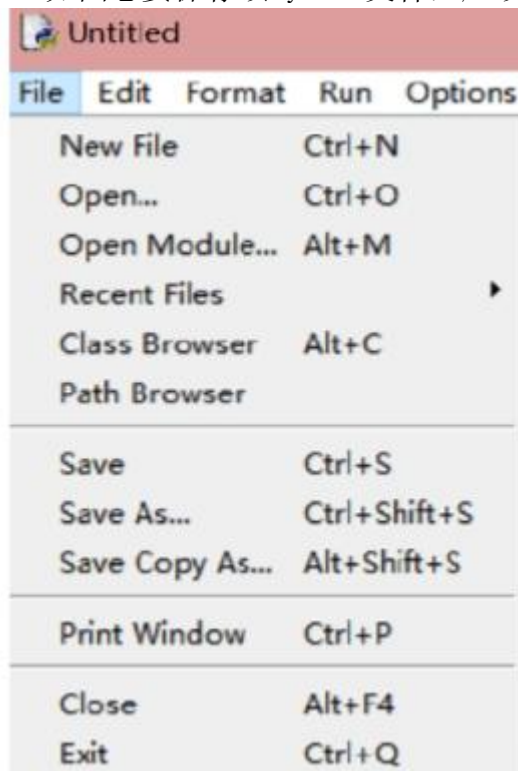 Untitled
File Edit Format Run Options
New File Ctrl+N
Open... Ctrl+O
Open Module... Alt+M
Recent Files
Class Browser Alt+C
Path Browser
Save Ctrl+S
Save As... Ctrl+Shift+S
Save Copy As... Alt+Shift+S
Print Window Ctrl+P
Close Alt+F4
Exit Ctrl+Q